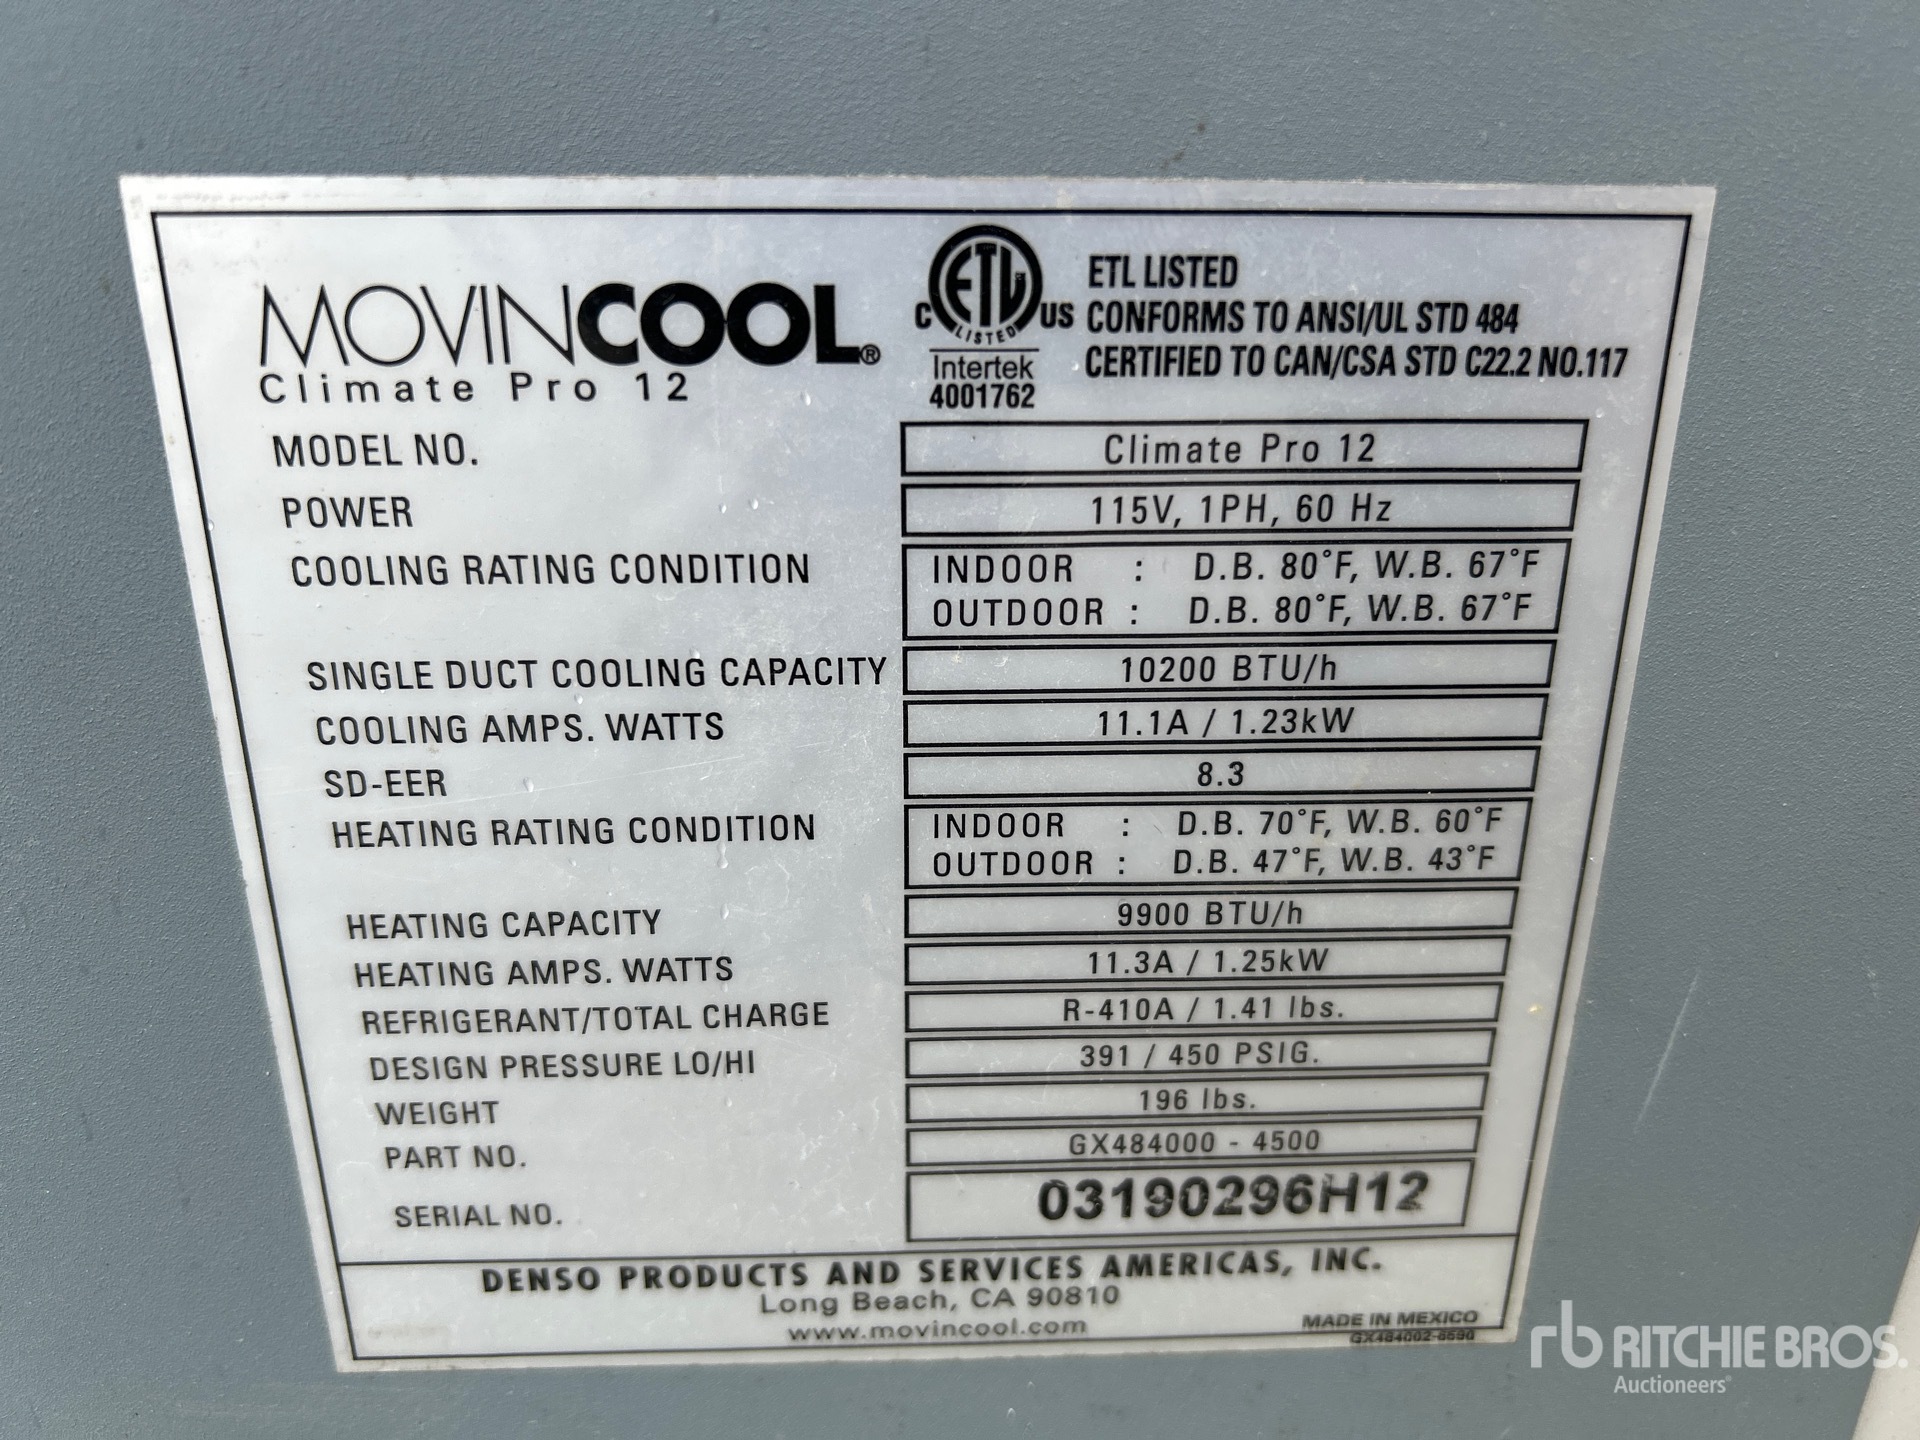 MOVINCOOL®
Climate Pro 12
C ETL LISTED US
Intertek
4001762
ETL LISTED
CONFORMS TO ANSI/UL STD 484
CERTIFIED TO CAN/CSA STD C22.2 NO.117
MODEL NO. Climate Pro 12
POWER 115V, 1PH, 60 Hz
COOLING RATING CONDITION INDOOR : D.B. 80°F, W.B. 67°F
OUTDOOR : D.B. 80°F, W.B. 67°F
SINGLE DUCT COOLING CAPACITY 10200 BTU/h
COOLING AMPS. WATTS 11.1A / 1.23kW
SD-EER 8.3
HEATING RATING CONDITION INDOOR : D.B. 70°F, W.B. 60°F
OUTDOOR : D.B. 47°F, W.B. 43°F
HEATING CAPACITY 9900 BTU/h
HEATING AMPS. WATTS 11.3A / 1.25kW
REFRIGERANT/TOTAL CHARGE R-410A / 1.41 lbs.
DESIGN PRESSURE LO/HI 391 / 450 PSIG.
WEIGHT 196 lbs.
PART NO. GX484000 - 4500
SERIAL NO. 03190296H12
DENSO PRODUCTS AND SERVICES AMERICAS, INC.
Long Beach, CA 90810
www.movincool.com
MADE IN MEXICO
GX484002-6590
rb RITCHIE BROS.
Auctioneers